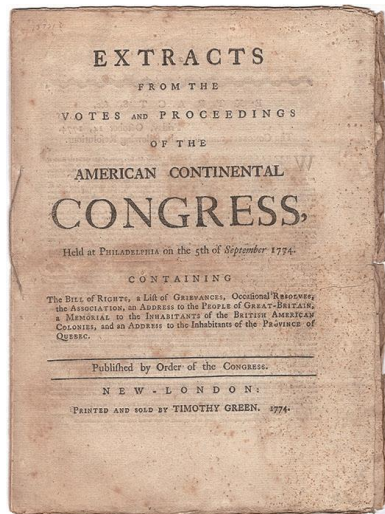 EXTRACTS
FROM THE
VOTES AND PROCEEDINGS
OF THE
AMERICAN CONTINENTAL
CONGRESS,
Held at PHILADELPHIA on the 5th of September 1774.
CONTAINING
The BILL of RIGHTS, a Liſt of GRIEVANCES, Occaſional RESOLVES,
the ASSOCIATION, an ADDRESS to the PEOPLE of GREAT-BRITAIN,
a MEMORIAL to the INHABITANTS of the BRITISH AMERICAN
COLONIES, and an ADDRESS to the Inhabitants of the PROVINCE of
QUEBEC.
Publiſhed by Order of the CONGRESS.
NEW-LONDON:
PRINTED AND SOLD BY TIMOTHY GREEN. 1774.